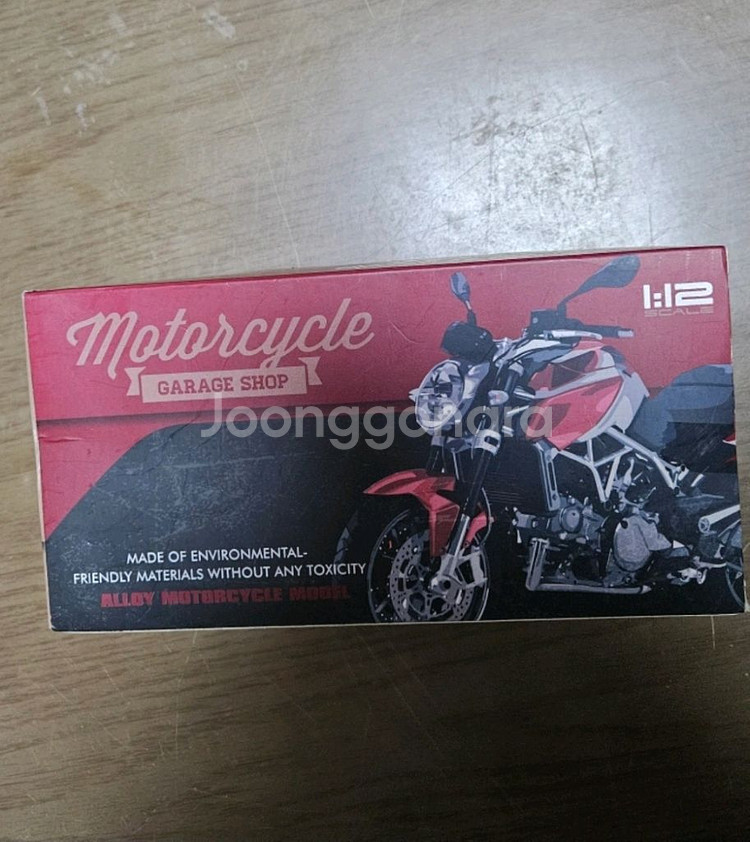 Motorcycle
GARAGE SHOP
1:12
SCALE
Joonggonara
MADE OF ENVIRONMENTAL-
FRIENDLY MATERIALS WITHOUT ANY TOXICITY
ALLOY MOTORCYCLE MODEL